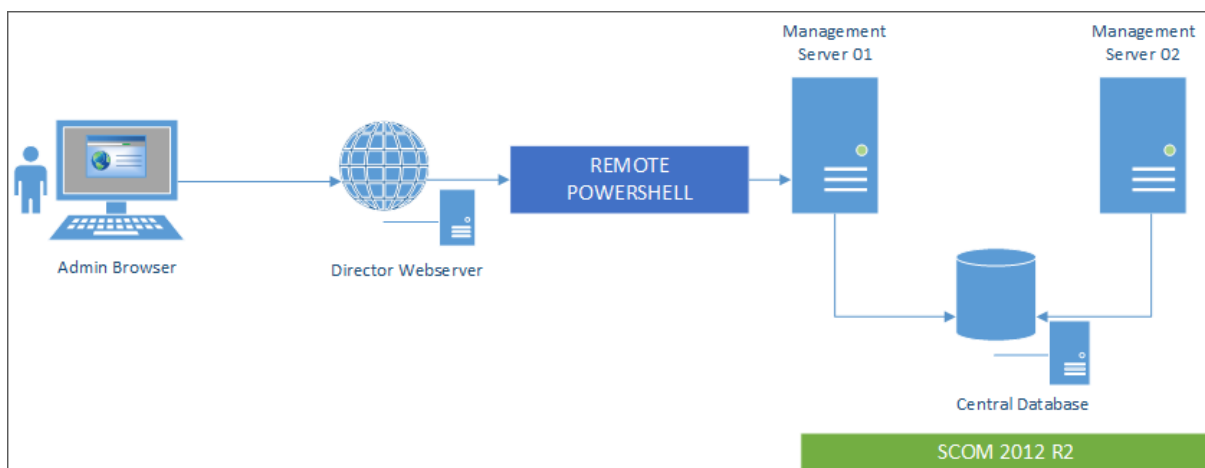 Management
Server 01
Management
Server 02
REMOTE
POWERSHELL
Admin Browser
Director Webserver
Central Database
SCOM 2012 R2